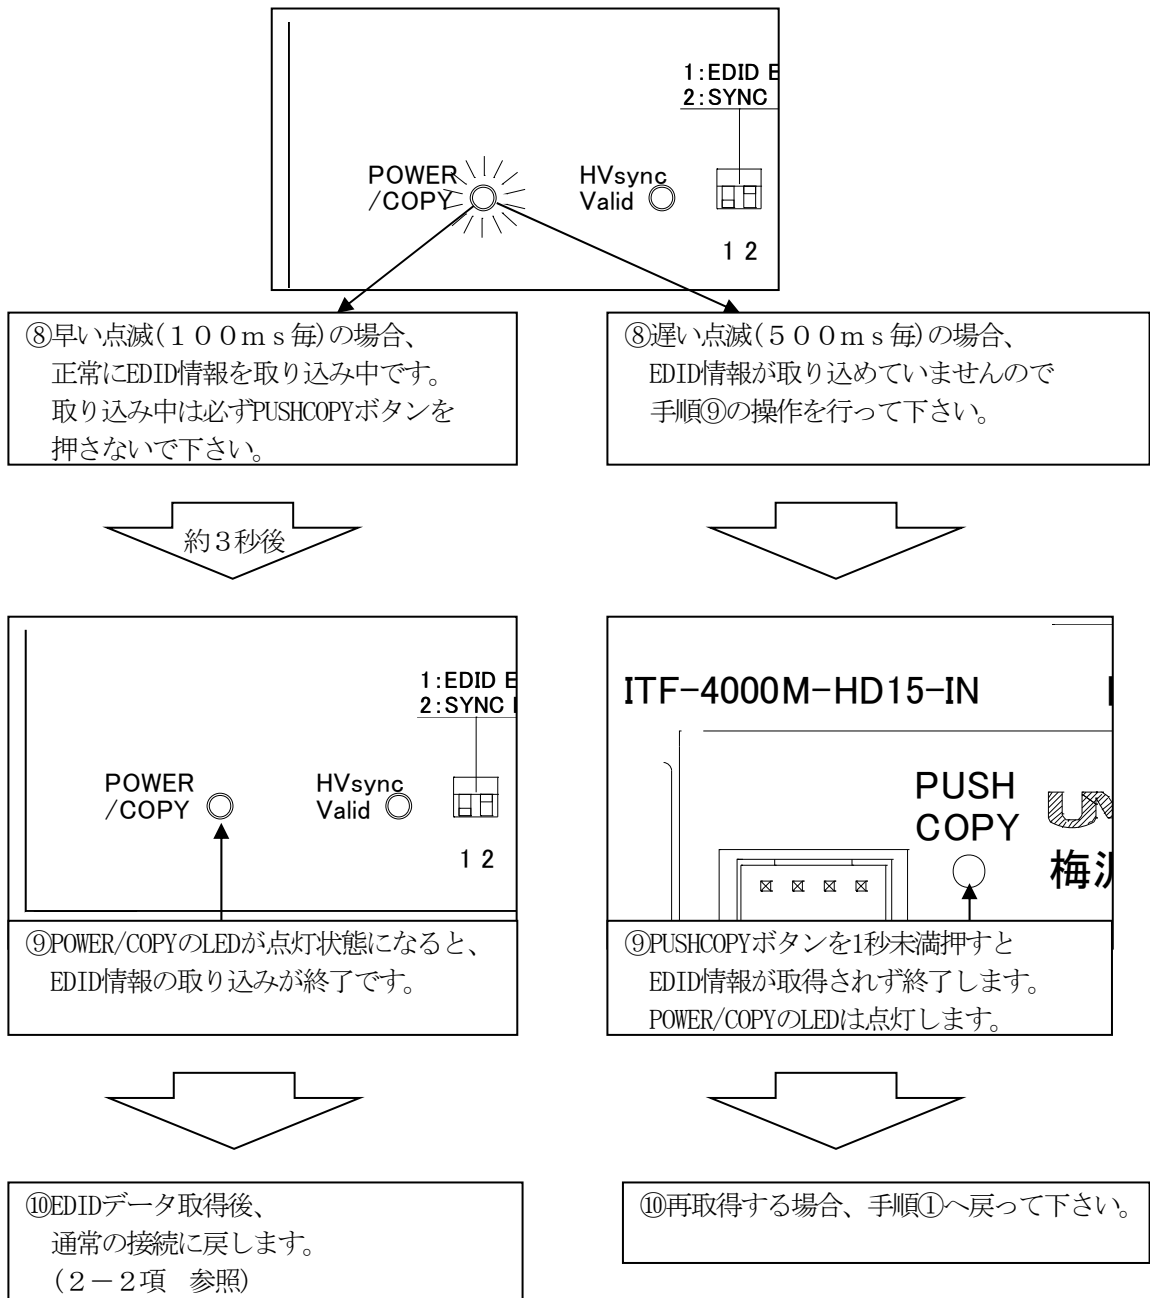 1:EDID E
2:SYNC
POWER
/COPY
HVsync
Valid
1 2
⑧早い点滅(１００ｍｓ毎)の場合、
正常にEDID情報を取り込み中です。
取り込み中は必ずPUSHCOPYボタンを
押さないで下さい。
⑧遅い点滅(５００ｍｓ毎)の場合、
EDID情報が取り込めていませんので
手順⑨の操作を行って下さい。
約３秒後
1:EDID E
2:SYNC
POWER
/COPY
HVsync
Valid
1 2
ITF-4000M-HD15-IN
PUSH
COPY
梅
⑨POWER/COPYのLEDが点灯状態になると、
EDID情報の取り込みが終了です。
⑨PUSHCOPYボタンを1秒未満押すと
EDID情報が取得されず終了します。
POWER/COPYのLEDは点灯します。
⑩EDIDデータ取得後、
通常の接続に戻します。
(２－２項　参照)
⑩再取得する場合、手順①へ戻って下さい。